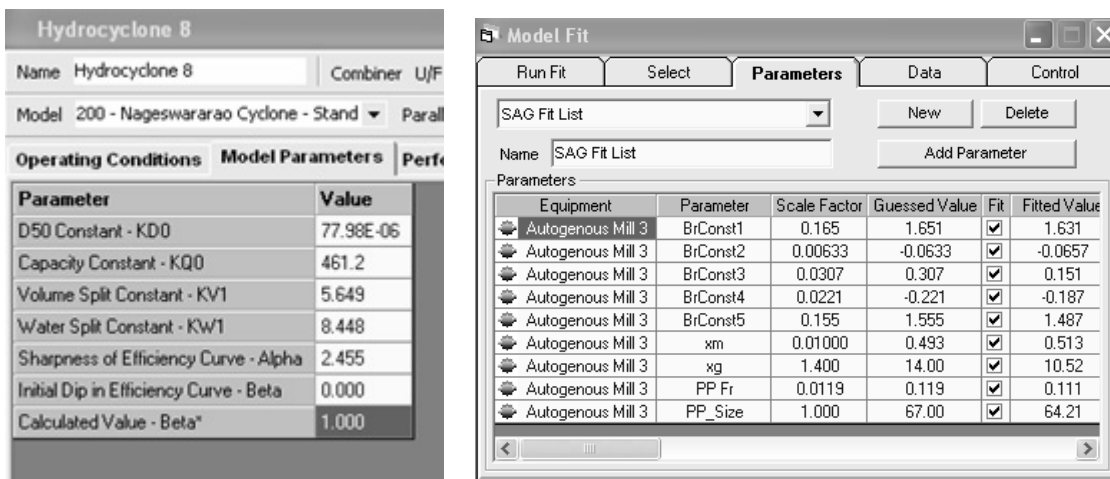 Hydrocyclone 8
Name Hydrocyclone 8 Combiner U/F
Model 200 - Nageswararao Cyclone - Stand Parall
Operating Conditions Model Parameters Perfo
Parameter Value
D50 Constant - KD0 77.98E-06
Capacity Constant - KQ0 461.2
Volume Split Constant - KV1 5.649
Water Split Constant - KW1 8.448
Sharpness of Efficiency Curve - Alpha 2.455
Initial Dip in Efficiency Curve - Beta 0.000
Calculated Value - Beta* 1.000
Model Fit
Run Fit Select Parameters Data Control
SAG Fit List New Delete
Name SAG Fit List Add Parameter
Parameters
Equipment Parameter Scale Factor Guessed Value Fit Fitted Value
Autogenous Mill 3 BrConst1 0.165 1.651 1.631
Autogenous Mill 3 BrConst2 0.00633 -0.0633 -0.0657
Autogenous Mill 3 BrConst3 0.0307 0.307 0.151
Autogenous Mill 3 BrConst4 0.0221 -0.221 -0.187
Autogenous Mill 3 BrConst5 0.155 1.555 1.487
Autogenous Mill 3 xm 0.01000 0.493 0.513
Autogenous Mill 3 xg 1.400 14.00 10.52
Autogenous Mill 3 PP Fr 0.0119 0.119 0.111
Autogenous Mill 3 PP_Size 1.000 67.00 64.21